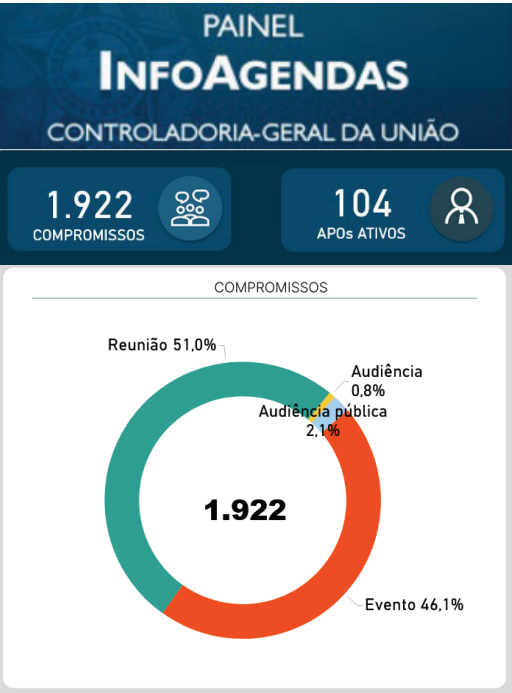 PAINEL
INFOAGENDAS
CONTROLADORIA-GERAL DA UNIÃO
1.922
COMPROMISSOS
104
APOs ATIVOS
COMPROMISSOS
Reunião 51,0%
Audiência
0,8%
Audiência pública
2,1%
1.922
Evento 46,1%